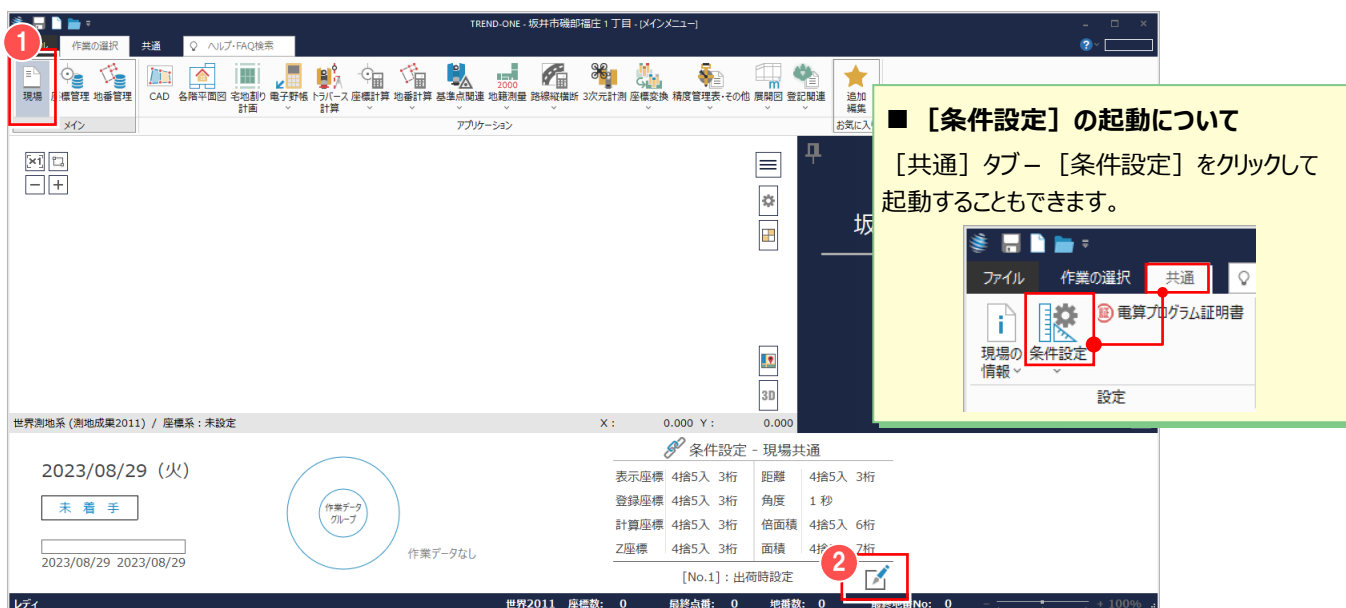 TREND-ONE - 坂井市磯部福庄１丁目 - [メインメニュー]
1
作業の選択 共通 ヘルプ・FAQ検索
現場 標管理 地番管理 CAD 各階平面図 宅地割り計画 電子野帳 トラバース計算 座標計算 地番計算 基準点関連 地籍測量 路線縦横断 3次元計測 座標変換 精度管理表・その他 展開図 登記関連 追加編集
メイン アプリケーション お気に入
■［条件設定］の起動について
［共通］タブー［条件設定］をクリックして
起動することもできます。
ファイル 作業の選択 共通
現場の情報 条件設定 証 電算プログラム証明書
設定
坂
3D
世界測地系 (測地成果2011) / 座標系：未設定 X： 0.000 Y： 0.000
2023/08/29（火）
未 着 手
2023/08/29 2023/08/29
作業データ
グループ
作業データなし
条件設定 - 現場共通
表示座標 4捨5入 3桁 距離 4捨5入 3桁
登録座標 4捨5入 3桁 角度 1 秒
計算座標 4捨5入 3桁 倍面積 4捨5入 6桁
Z座標 4捨5入 3桁 面積 4捨 7桁
2
[No.1]：出荷時設定
レディ 世界2011 座標数： 0 最終点番： 0 地番数： 0 最終地番No： 0 - + 100%